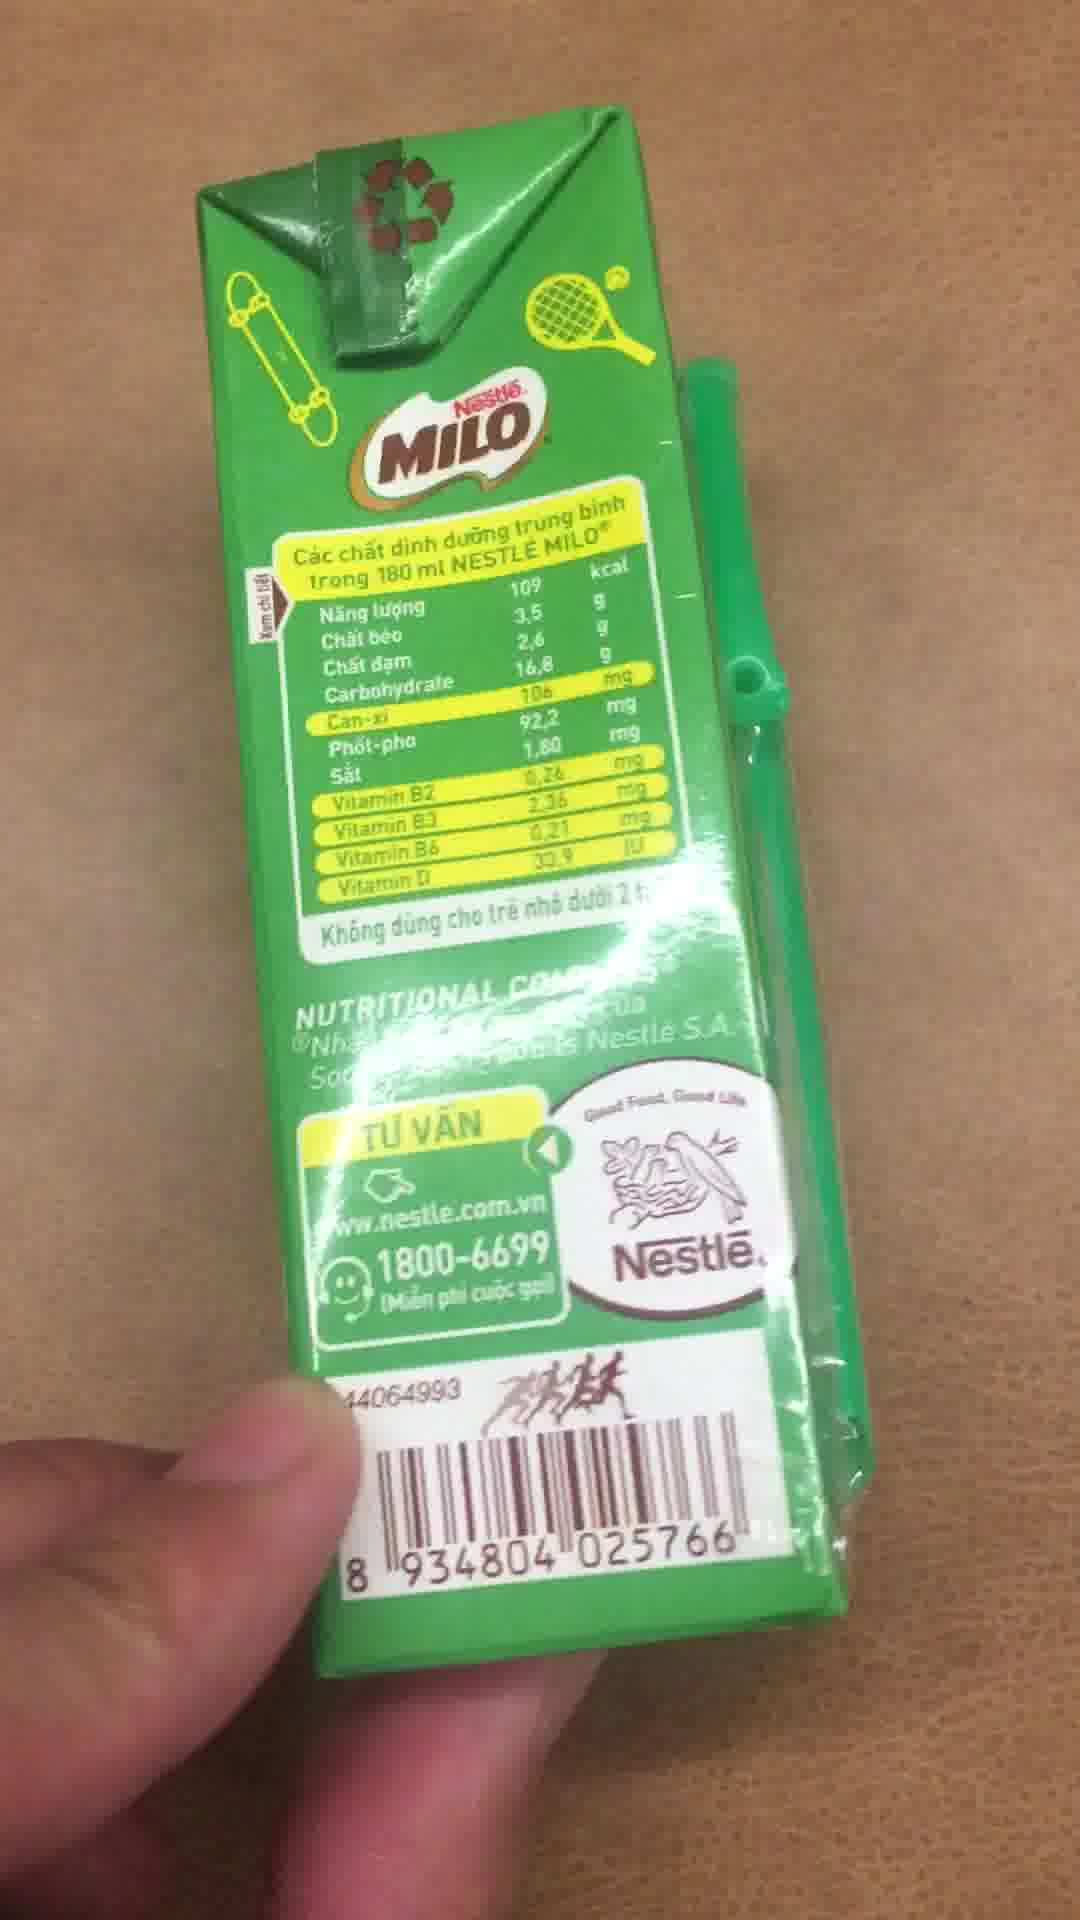 Nestlé
MILO
Các chất dinh dưỡng trung bình
trong 180 ml NESTLÉ MILO®
Xem chi tiết
Năng lượng 109 kcal
Chất béo 3,5 g
Chất đạm 2,6 g
Carbohydrate 16,8 g
Can-xi 106 mg
Phốt-pho 92,2 mg
Sắt 1,80 mg
Vitamin B2 0,26 mg
Vitamin B3 2,36 mg
Vitamin B6 0,21 mg
Vitamin D 33,9 IU
Không dùng cho trẻ nhỏ dưới 2
NUTRITIONAL
Nestlé S.A.
TƯ VẤN
www.nestle.com.vn
1800-6699
(Miễn phí cuộc gọi)
Good Food, Good Life
Nestlé.
44064993
8 934804 025766